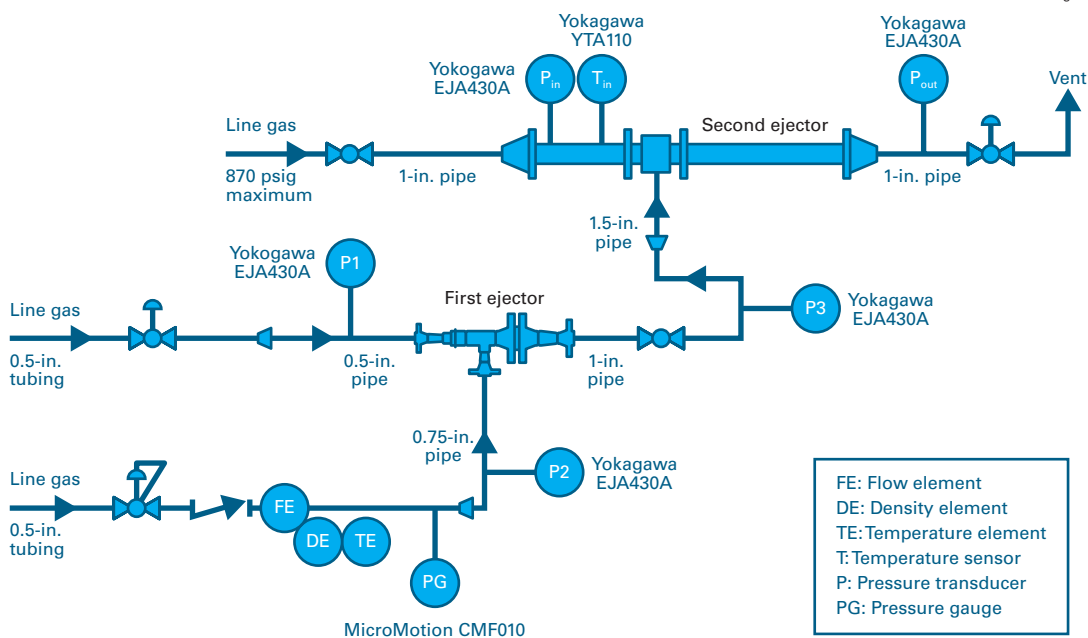 Yokagawa
YTA110
Yokogawa
EJA430A
Yokagawa
EJA430A
Pin
Tin
Pout
Vent
Line gas
Second ejector
870 psig
maximum
1-in. pipe
1-in. pipe
1.5-in.
pipe
Yokogawa
EJA430A
P1
Line gas
First ejector
P3
Yokagawa
EJA430A
0.5-in.
tubing
0.5-in.
pipe
1-in.
pipe
0.75-in.
pipe
P2
Yokagawa
EJA430A
Line gas
0.5-in.
tubing
FE
DE
TE
PG
MicroMotion CMF010
FE: Flow element
DE: Density element
TE: Temperature element
T: Temperature sensor
P: Pressure transducer
PG: Pressure gauge